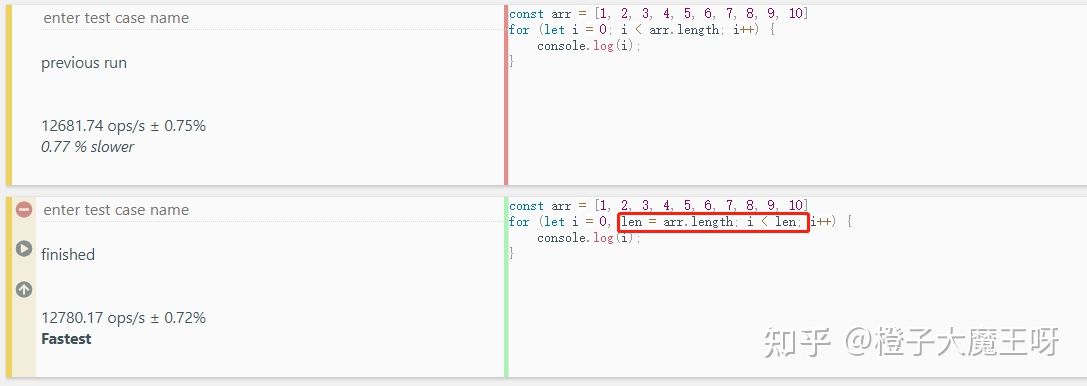 enter test case name
previous run
12681.74 ops/s ± 0.75%
0.77 % slower
const arr = [1, 2, 3, 4, 5, 6, 7, 8, 9, 10]
for (let i = 0; i < arr.length; i++) {
    console.log(i);
}
enter test case name
finished
12780.17 ops/s ± 0.72%
Fastest
const arr = [1, 2, 3, 4, 5, 6, 7, 8, 9, 10]
for (let i = 0, len = arr.length; i < len; i++) {
    console.log(i);
}
知乎 @橙子大魔王呀